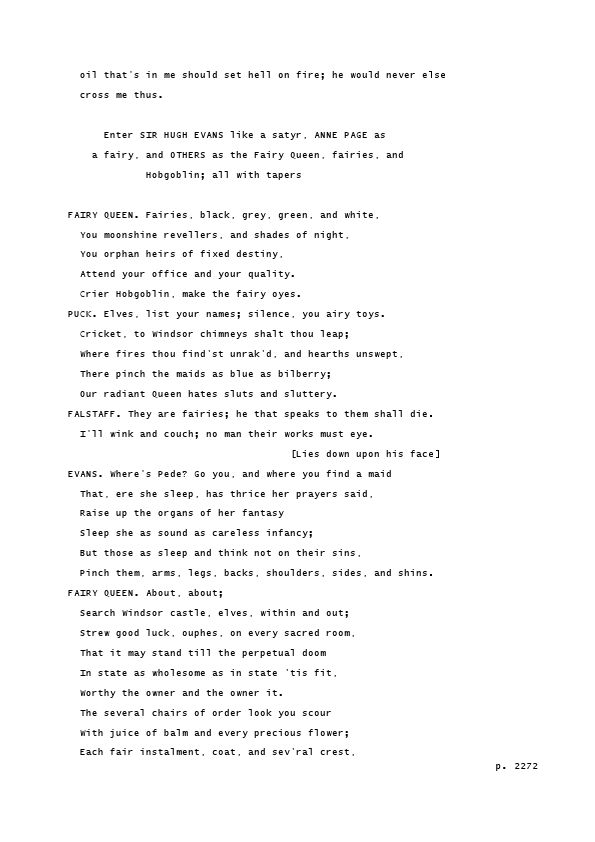 oil that's in me should set hell on fire; he would never else
cross me thus.
Enter SIR HUGH EVANS like a satyr, ANNE PAGE as
a fairy, and OTHERS as the Fairy Queen, fairies, and
Hobgoblin; all with tapers
FAIRY QUEEN. Fairies, black, grey, green, and white,
You moonshine revellers, and shades of night,
You orphan heirs of fixed destiny,
Attend your office and your quality.
Crier Hobgoblin, make the fairy oyes.
PUCK. Elves, list your names; silence, you airy toys.
Cricket, to Windsor chimneys shalt thou leap;
Where fires thou find'st unrak'd, and hearths unswept,
There pinch the maids as blue as bilberry;
Our radiant Queen hates sluts and sluttery.
FALSTAFF. They are fairies; he that speaks to them shall die.
I'll wink and couch; no man their works must eye.
[Lies down upon his face]
EVANS. Where's Pede? Go you, and where you find a maid
That, ere she sleep, has thrice her prayers said,
Raise up the organs of her fantasy
Sleep she as sound as careless infancy;
But those as sleep and think not on their sins,
Pinch them, arms, legs, backs, shoulders, sides, and shins.
FAIRY QUEEN. About, about;
Search Windsor castle, elves, within and out;
Strew good luck, ouphes, on every sacred room,
That it may stand till the perpetual doom
In state as wholesome as in state 'tis fit,
Worthy the owner and the owner it.
The several chairs of order look you scour
With juice of balm and every precious flower;
Each fair instalment, coat, and sev'ral crest,
p. 2272